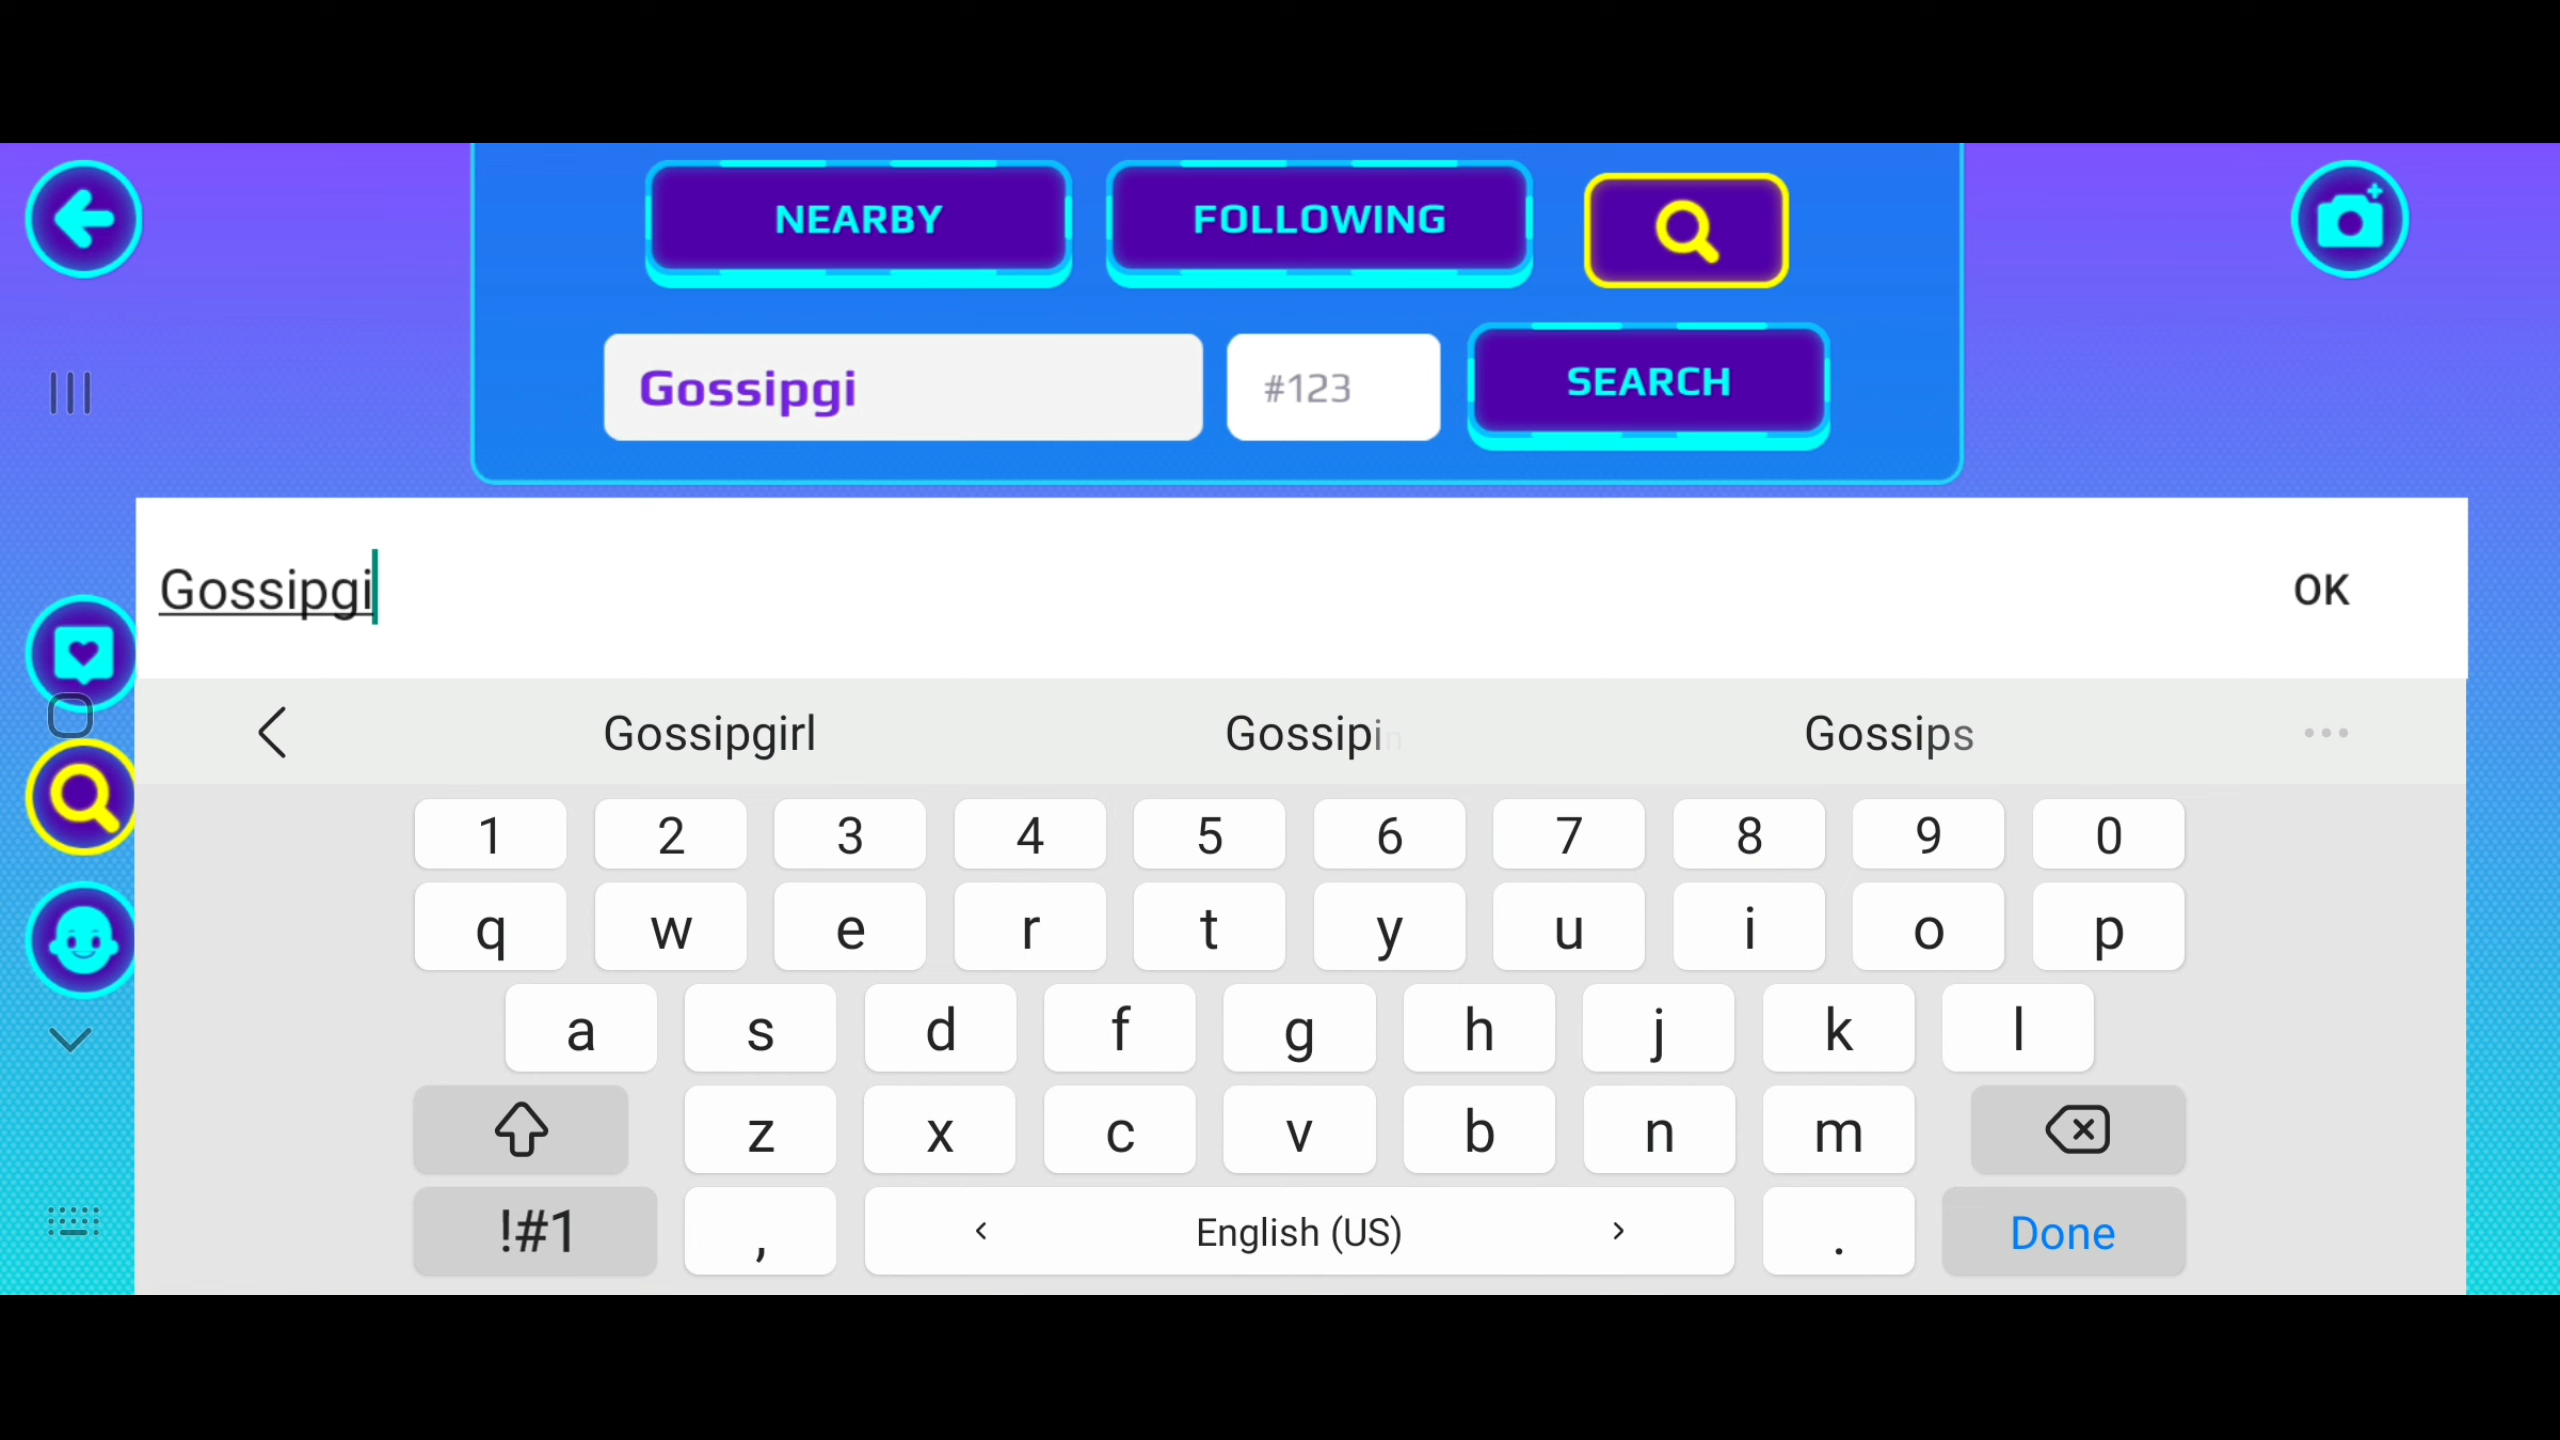 NEARBY FOLLOWING
Gossipgi #123 SEARCH
Gossipgi OK
Gossipgirl Gossipin Gossips
1 2 3 4 5 6 7 8 9 0
q w e r t y u i o p
a s d f g h j k l
z x c v b n m
!#1 , English (US) . Done